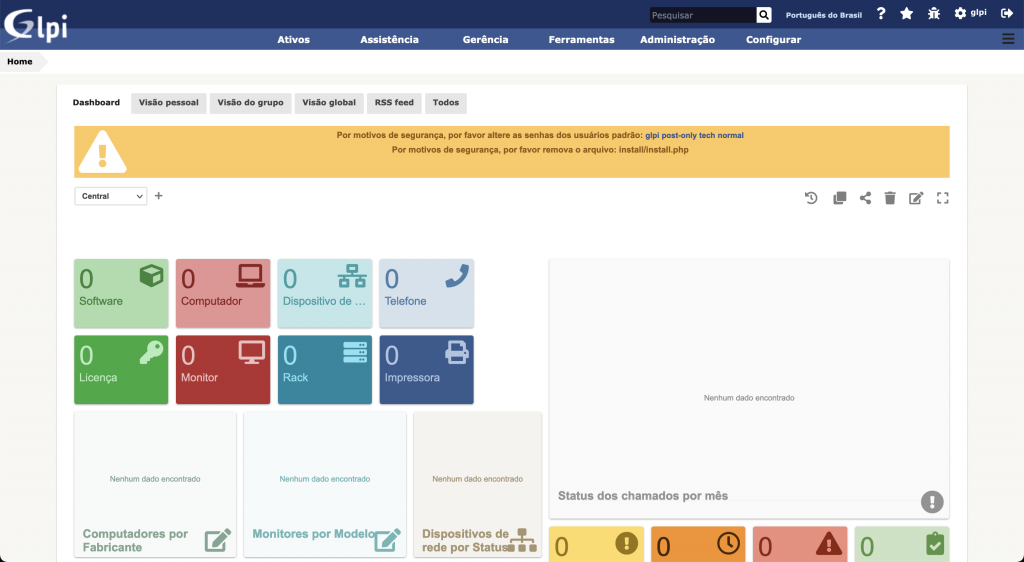 Glpi
Pesquisar
Português do Brasil
?
glpi
Ativos
Assistência
Gerência
Ferramentas
Administração
Configurar
Home
Dashboard
Visão pessoal
Visão do grupo
Visão global
RSS feed
Todos
Por motivos de segurança, por favor altere as senhas dos usuários padrão: glpi post-only tech normal
Por motivos de segurança, por favor remova o arquivo: install/install.php
Central
+
0
Software
0
Computador
0
Dispositivo de ...
0
Telefone
0
Licença
0
Monitor
0
Rack
0
Impressora
Nenhum dado encontrado
Computadores por
Fabricante
Nenhum dado encontrado
Monitores por Modelo
Nenhum dado encontrado
Dispositivos de
rede por Status
Nenhum dado encontrado
Status dos chamados por mês
0
0
0
0